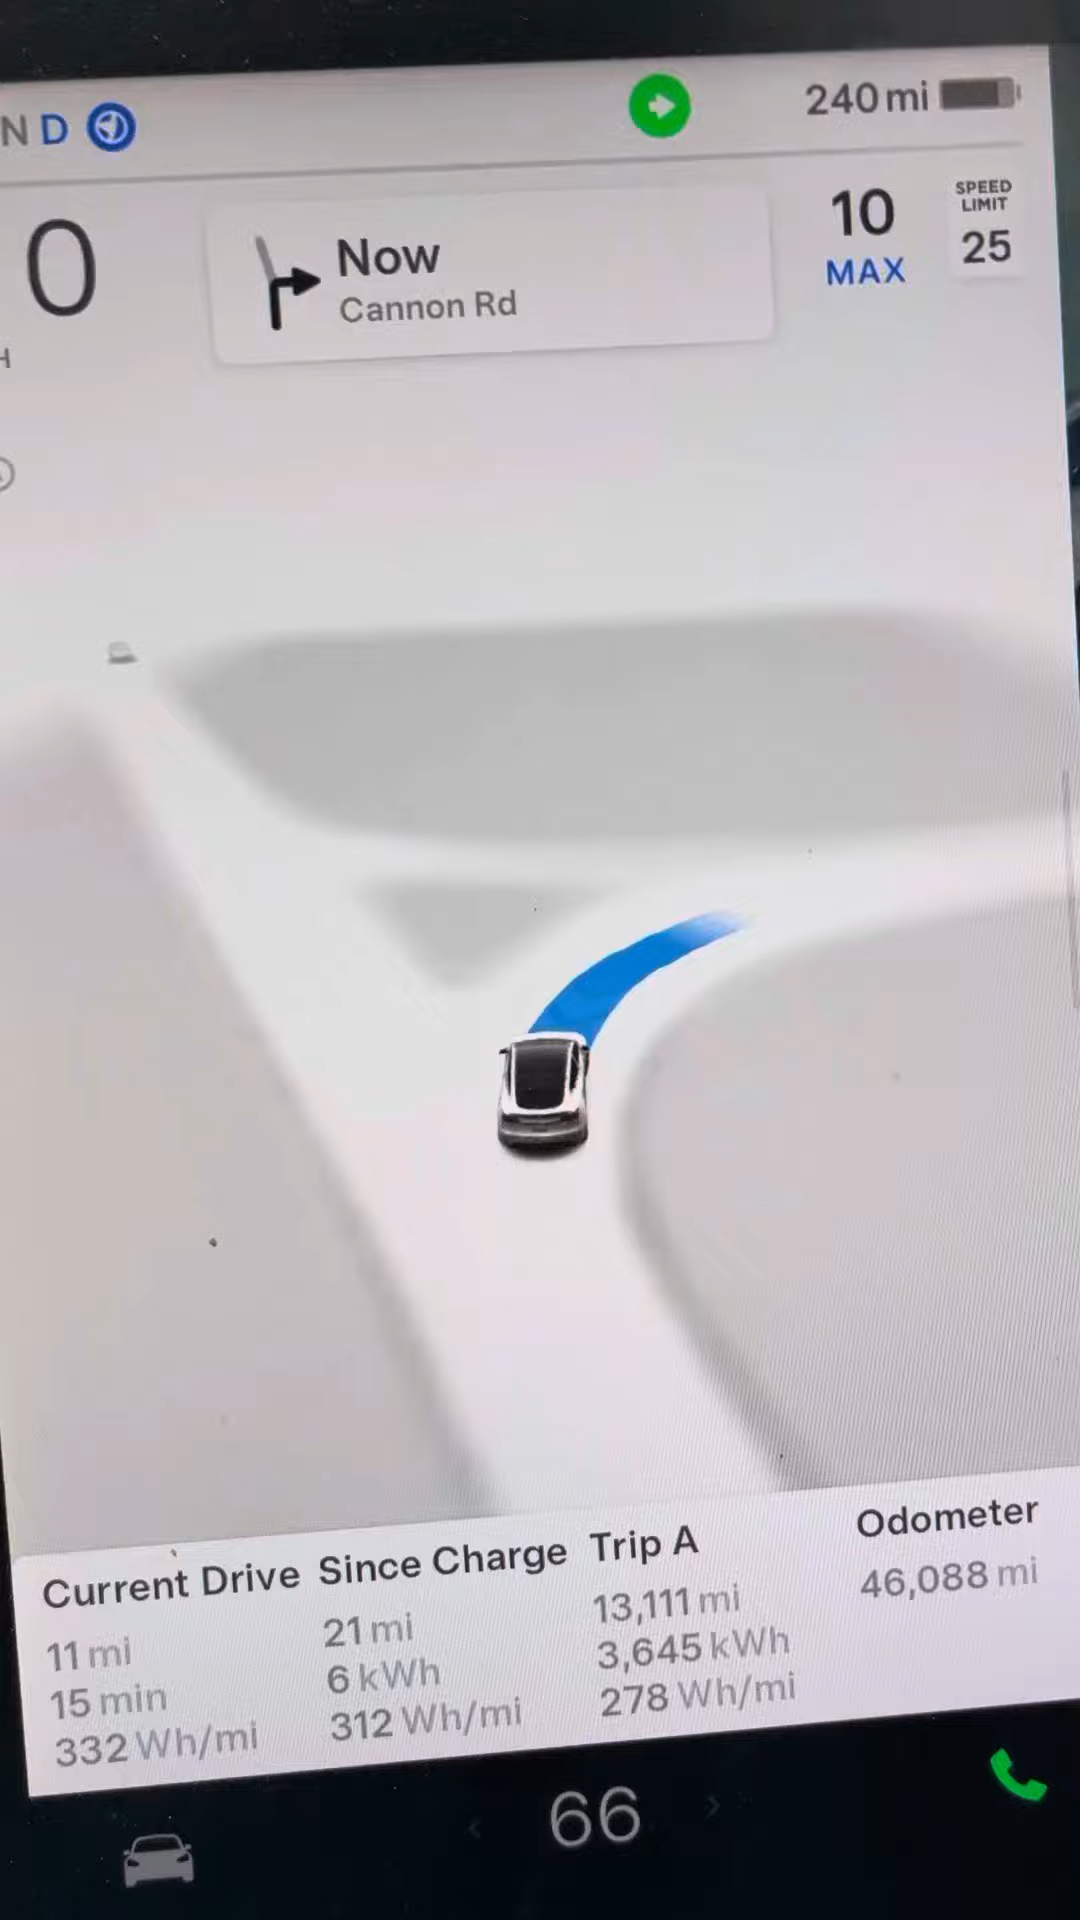 N D
240 mi
0
Now
Cannon Rd
10
MAX
SPEED
LIMIT
25
H
Current Drive
11 mi
15 min
332 Wh/mi
Since Charge
21 mi
6 kWh
312 Wh/mi
Trip A
13,111 mi
3,645 kWh
278 Wh/mi
Odometer
46,088 mi
66